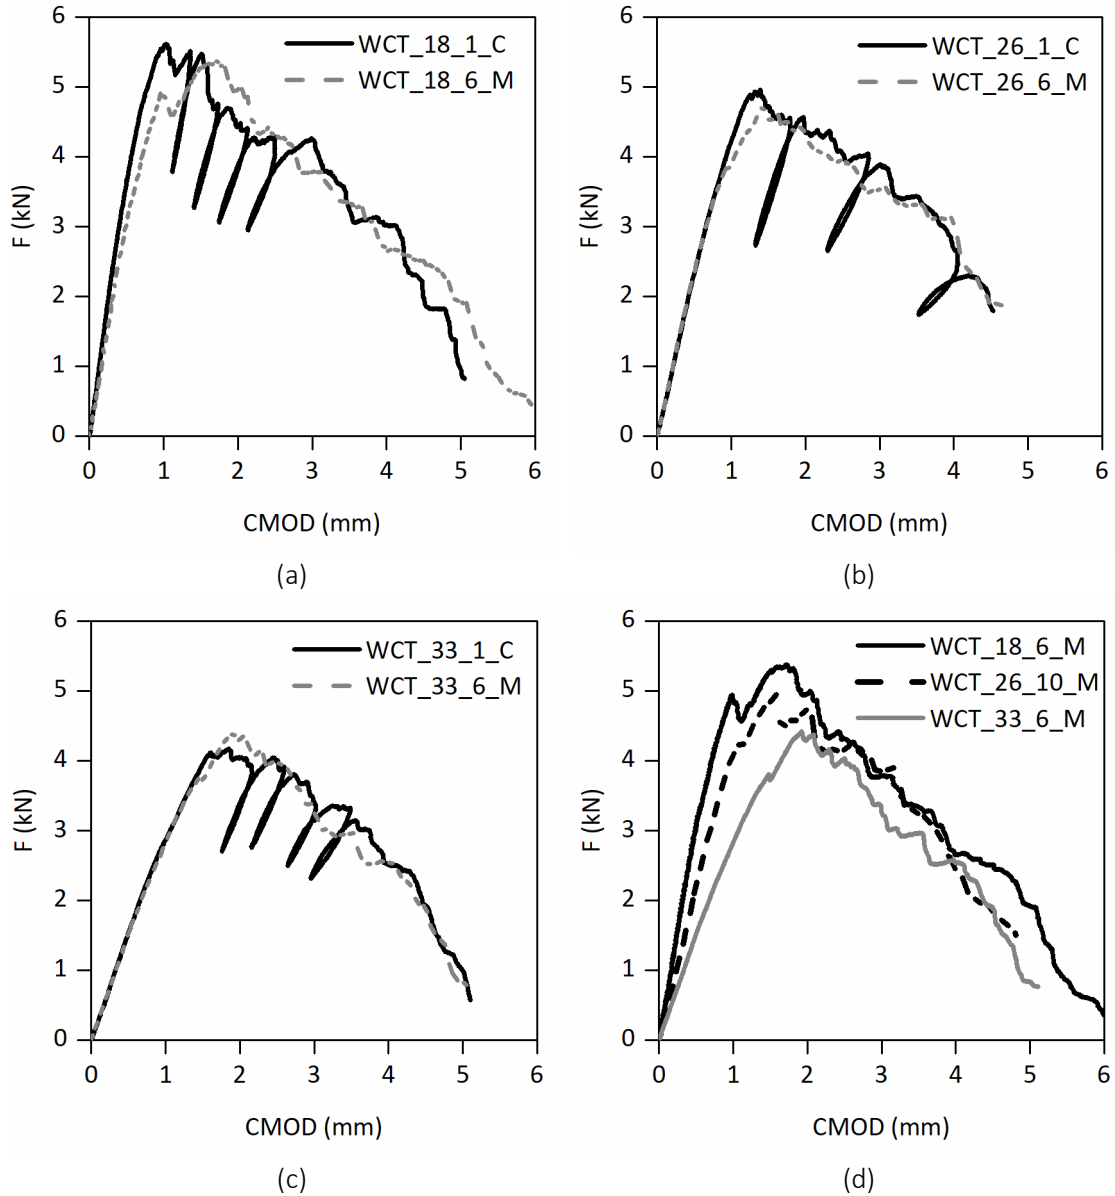 6
5
4
3
2
1
0
F (kN)
WCT_18_1_C
WCT_18_6_M
0 1 2 3 4 5 6
CMOD (mm)
(a)
6
5
4
3
2
1
0
F (kN)
WCT_26_1_C
WCT_26_6_M
0 1 2 3 4 5 6
CMOD (mm)
(b)
6
5
4
3
2
1
0
F (kN)
WCT_33_1_C
WCT_33_6_M
0 1 2 3 4 5 6
CMOD (mm)
(c)
6
5
4
3
2
1
0
F (kN)
WCT_18_6_M
WCT_26_10_M
WCT_33_6_M
0 1 2 3 4 5 6
CMOD (mm)
(d)